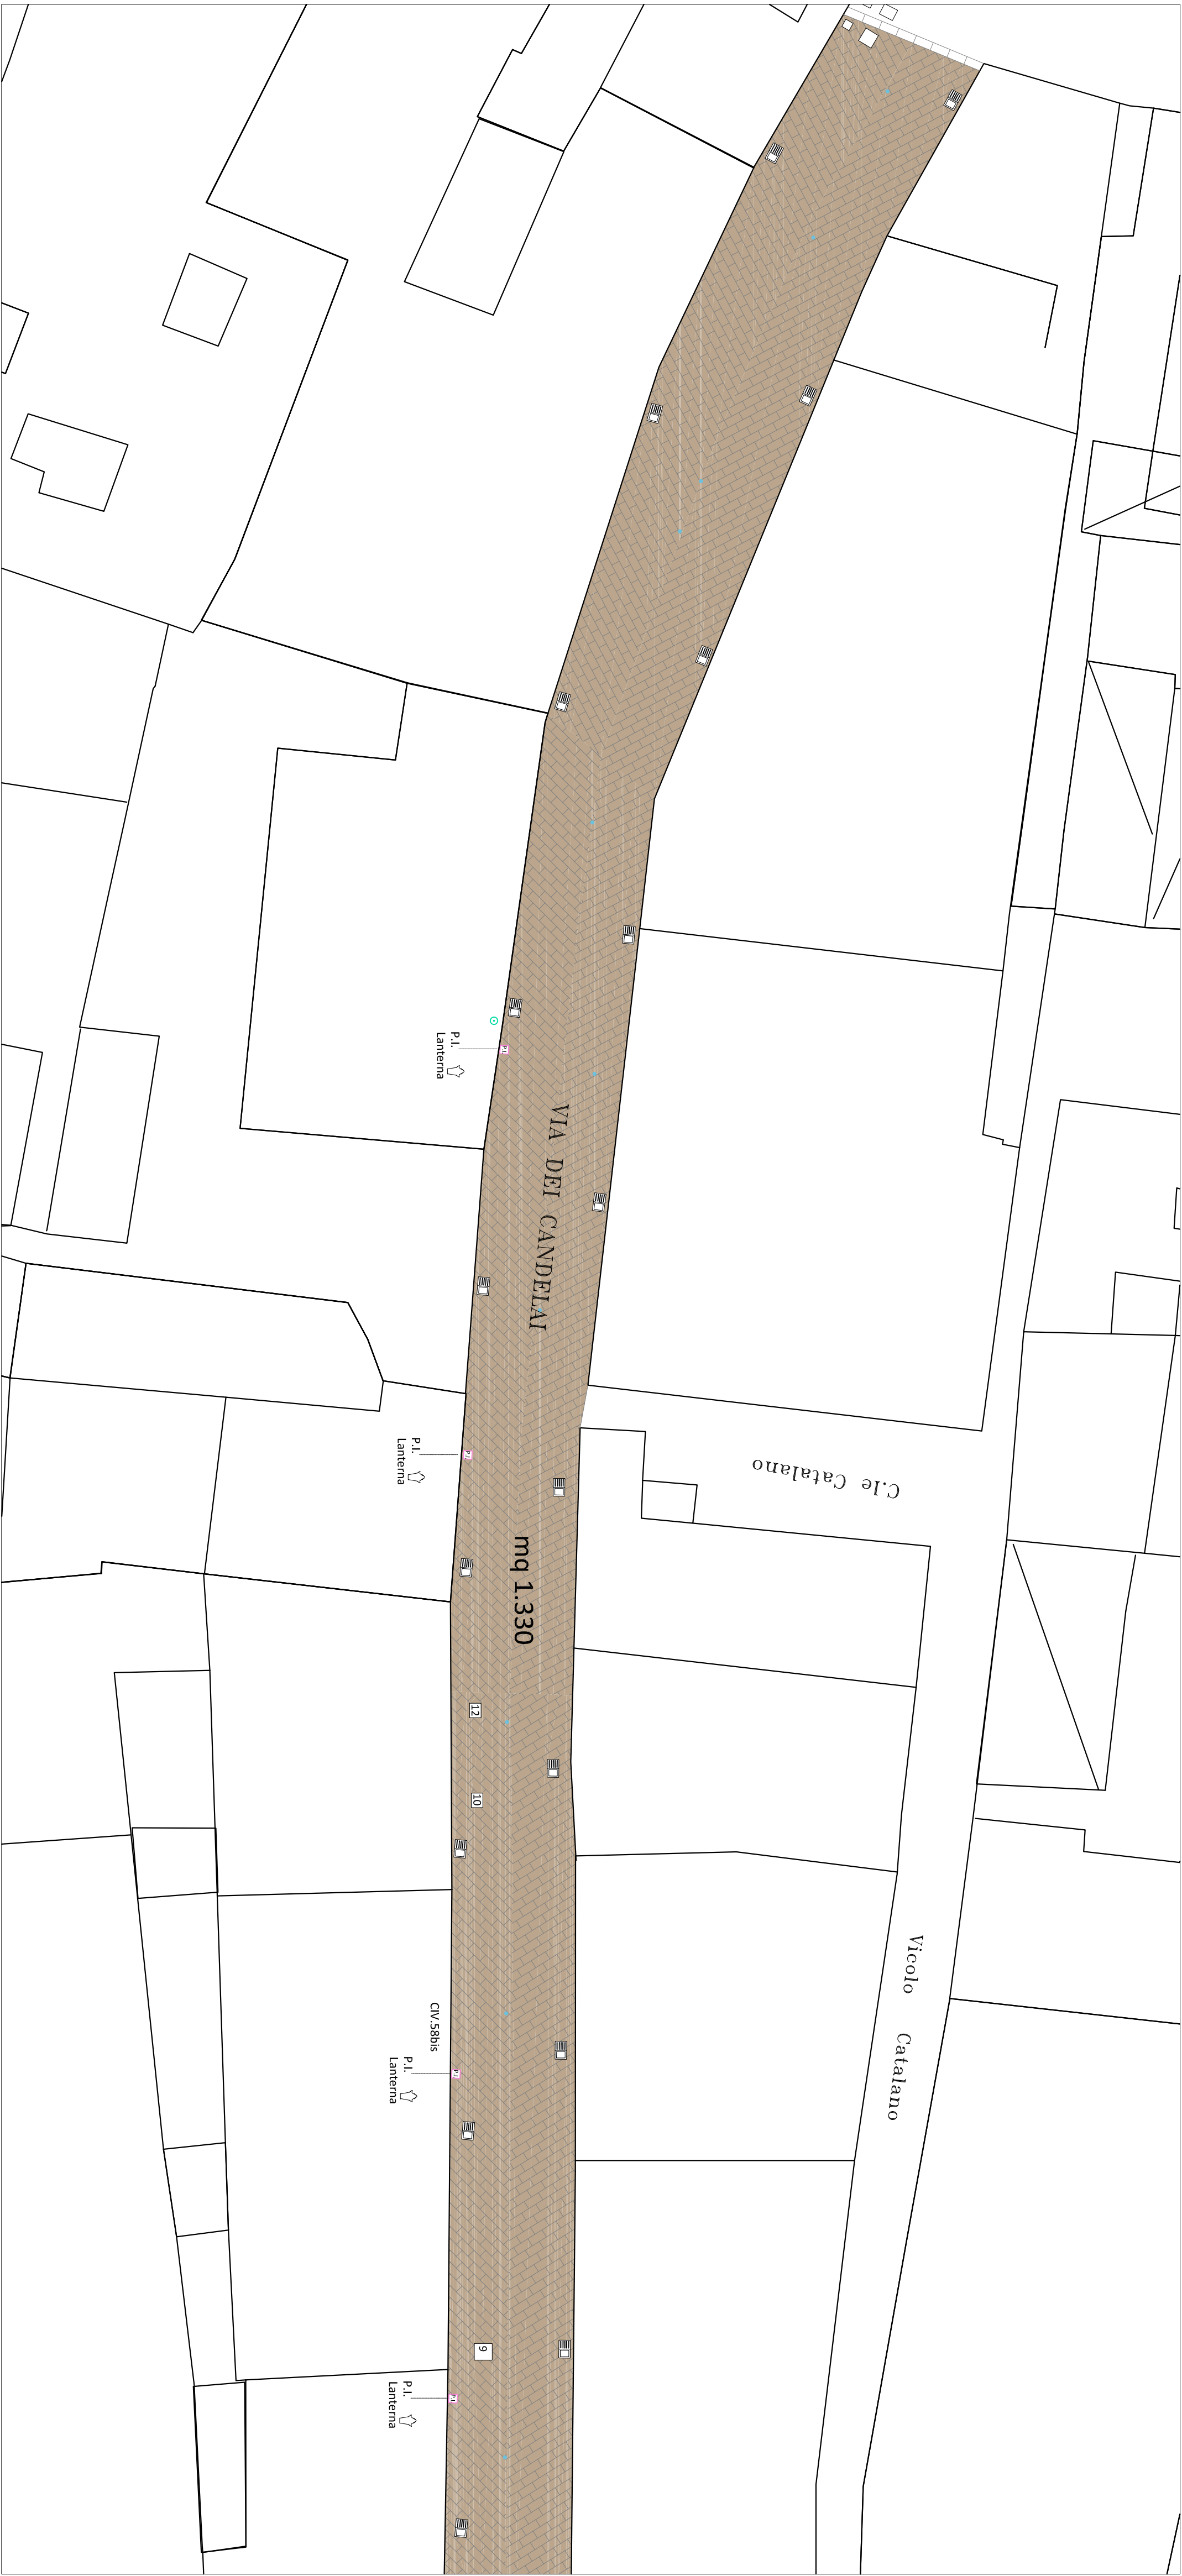 P.I.
Lanterna
P.I
VIA DEI CANDELAI
P.I.
Lanterna
P.I
C.le Catalano
mq 1.330
12
10
Vicolo Catalano
CIV.58bis
P.I.
Lanterna
P.I
9
P.I.
Lanterna
P.I